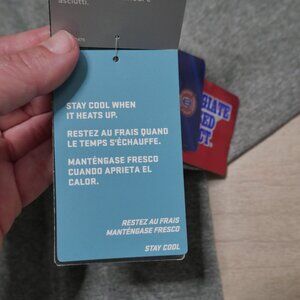 asciutti.
STAY COOL WHEN
IT HEATS UP.
RESTEZ AU FRAIS QUAND
LE TEMPS S'ÉCHAUFFE.
MANTÉNGASE FRESCO
CUANDO APRIETA EL
CALOR.
RESTEZ AU FRAIS
MANTÉNGASE FRESCO
STAY COOL